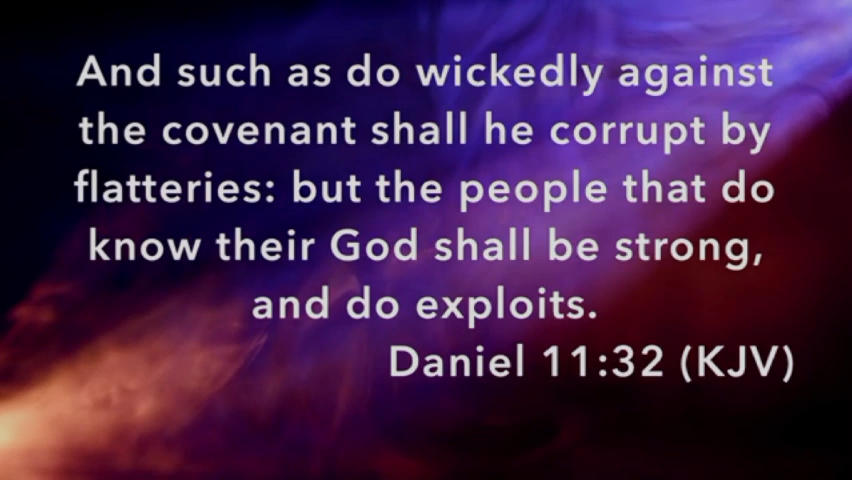 And such as do wickedly against
the covenant shall he corrupt by
flatteries: but the people that do
know their God shall be strong,
and do exploits.
Daniel 11:32 (KJV)